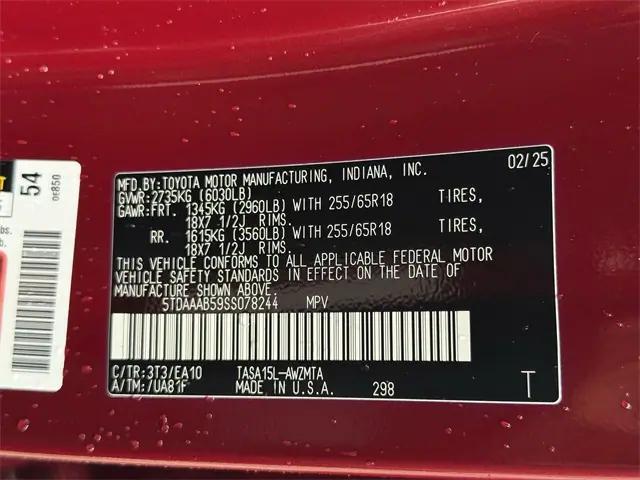 54
0E850
lbs.
b.
MFD.BY:TOYOTA MOTOR MANUFACTURING, INDIANA, INC. 02/25
GVWR:2735KG (6030LB)
GAWR:FRT. 1345KG (2960LB) WITH 255/65R18 TIRES,
18X7 1/2J RIMS.
RR. 1615KG (3560LB) WITH 255/65R18 TIRES,
18X7 1/2J RIMS.
THIS VEHICLE CONFORMS TO ALL APPLICABLE FEDERAL MOTOR
VEHICLE SAFETY STANDARDS IN EFFECT ON THE DATE OF
MANUFACTURE SHOWN ABOVE.
5TDAAAB59SS078244 MPV
C/TR:3T3/EA10 TASA15L-AWZMTA
A/TM:/UA81F MADE IN U.S.A. 298 T